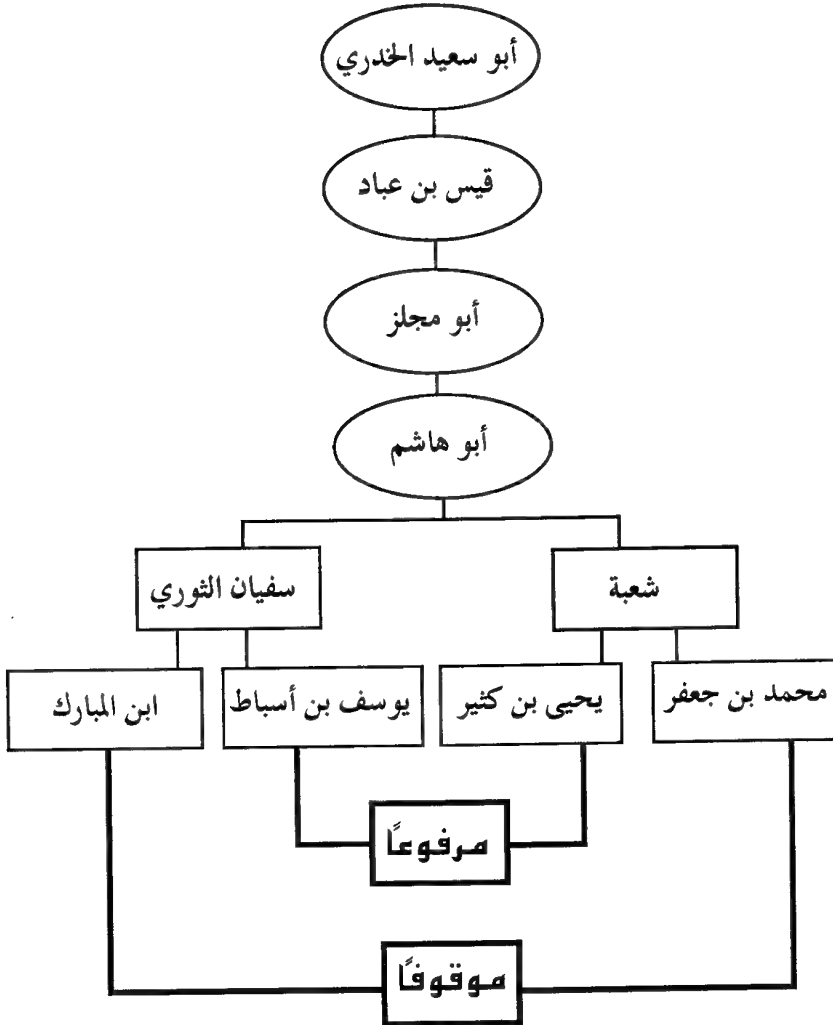 أبو سعيد الخدري
قيس بن عباد
أبو مجلز
أبو هاشم
شعبة
سفيان الثوري
محمد بن جعفر
يحيى بن كثير
يوسف بن أسباط
ابن المبارك
مرفوعًا
موقوفًا